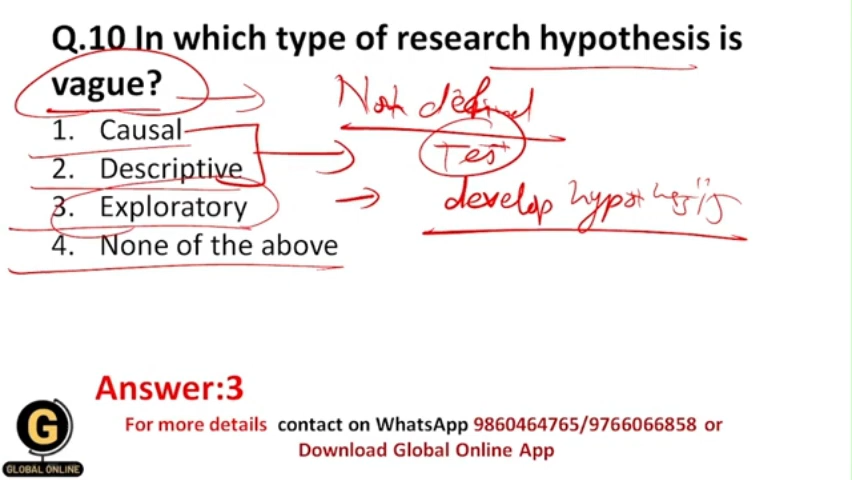 Q.10 In which type of research hypothesis is
vague?
Not defined
1. Causal
Test
2. Descriptive
develop hypothesis
3. Exploratory
4. None of the above
Answer:3
G
GLOBAL ONLINE
For more details contact on WhatsApp 9860464765/9766066858 or
Download Global Online App